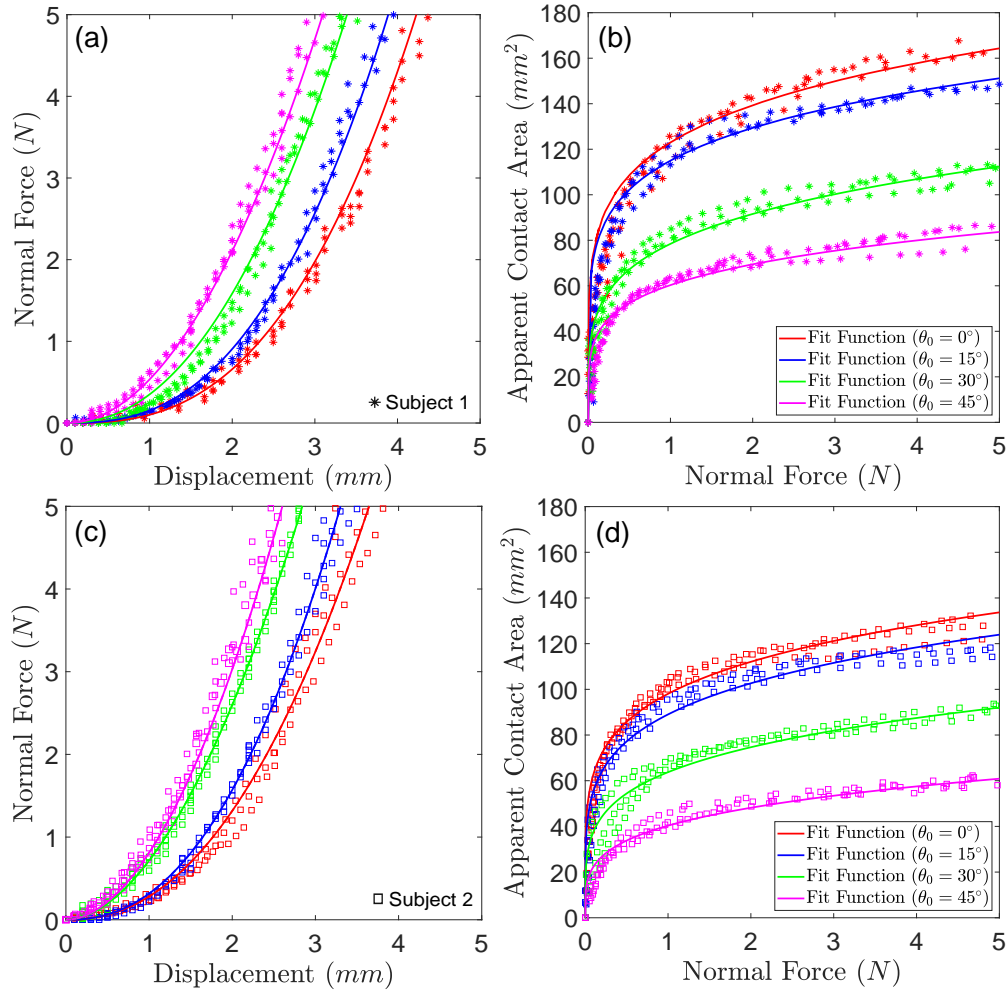 (a)
5
4
3
2
1
0
Normal Force (N)
0 1 2 3 4 5
Displacement (mm)
✳ Subject 1
(b)
180
160
140
120
100
80
60
40
20
0
Apparent Contact Area (mm²)
Fit Function (θ₀ = 0°)
Fit Function (θ₀ = 15°)
Fit Function (θ₀ = 30°)
Fit Function (θ₀ = 45°)
0 1 2 3 4 5
Normal Force (N)
(c)
5
4
3
2
1
0
Normal Force (N)
0 1 2 3 4 5
Displacement (mm)
□ Subject 2
(d)
180
160
140
120
100
80
60
40
20
0
Apparent Contact Area (mm²)
Fit Function (θ₀ = 0°)
Fit Function (θ₀ = 15°)
Fit Function (θ₀ = 30°)
Fit Function (θ₀ = 45°)
0 1 2 3 4 5
Normal Force (N)